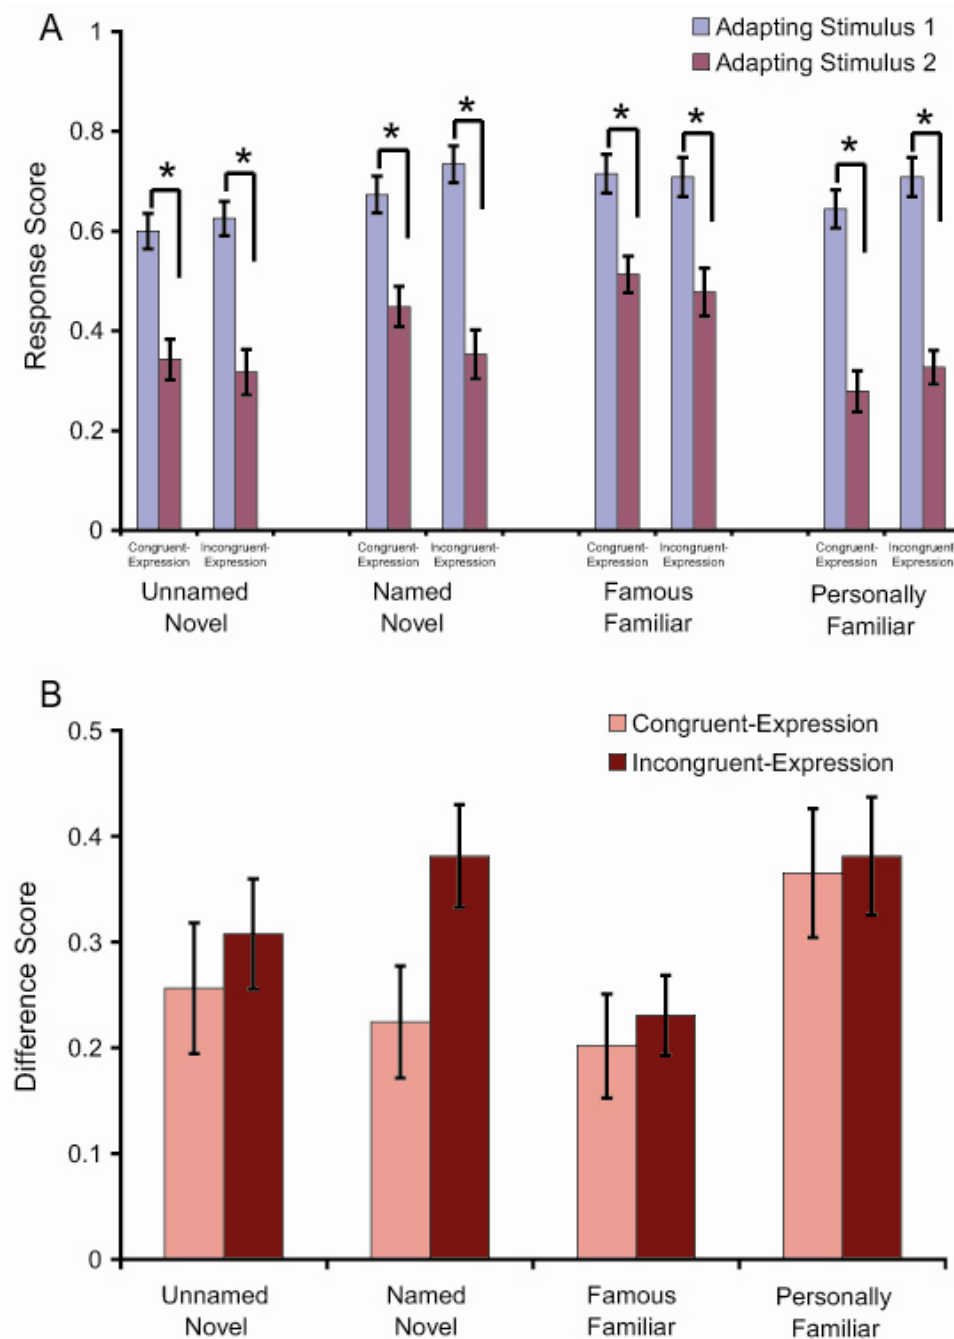 A
1
Adapting Stimulus 1
Adapting Stimulus 2
* * * * * * * *
0.8
0.6
0.4
0.2
0
Response Score
Congruent- Incongruent- Congruent- Incongruent- Congruent- Incongruent- Congruent- Incongruent-
Expression Expression Expression Expression Expression Expression Expression Expression
Unnamed Named Famous Personally
Novel Novel Familiar Familiar
B
0.5
Congruent-Expression
Incongruent-Expression
0.4
0.3
0.2
0.1
0
Difference Score
Unnamed Named Famous Personally
Novel Novel Familiar Familiar